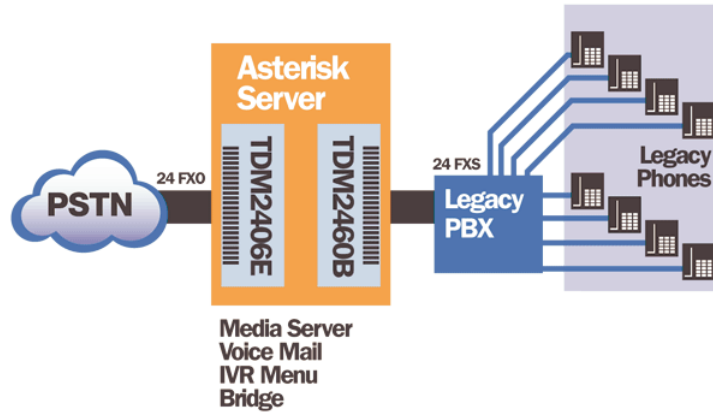 Asterisk
Server
TDM2406E
TDM2460B
PSTN
24 FXO
24 FXS
Legacy
PBX
Legacy
Phones
Media Server
Voice Mail
IVR Menu
Bridge